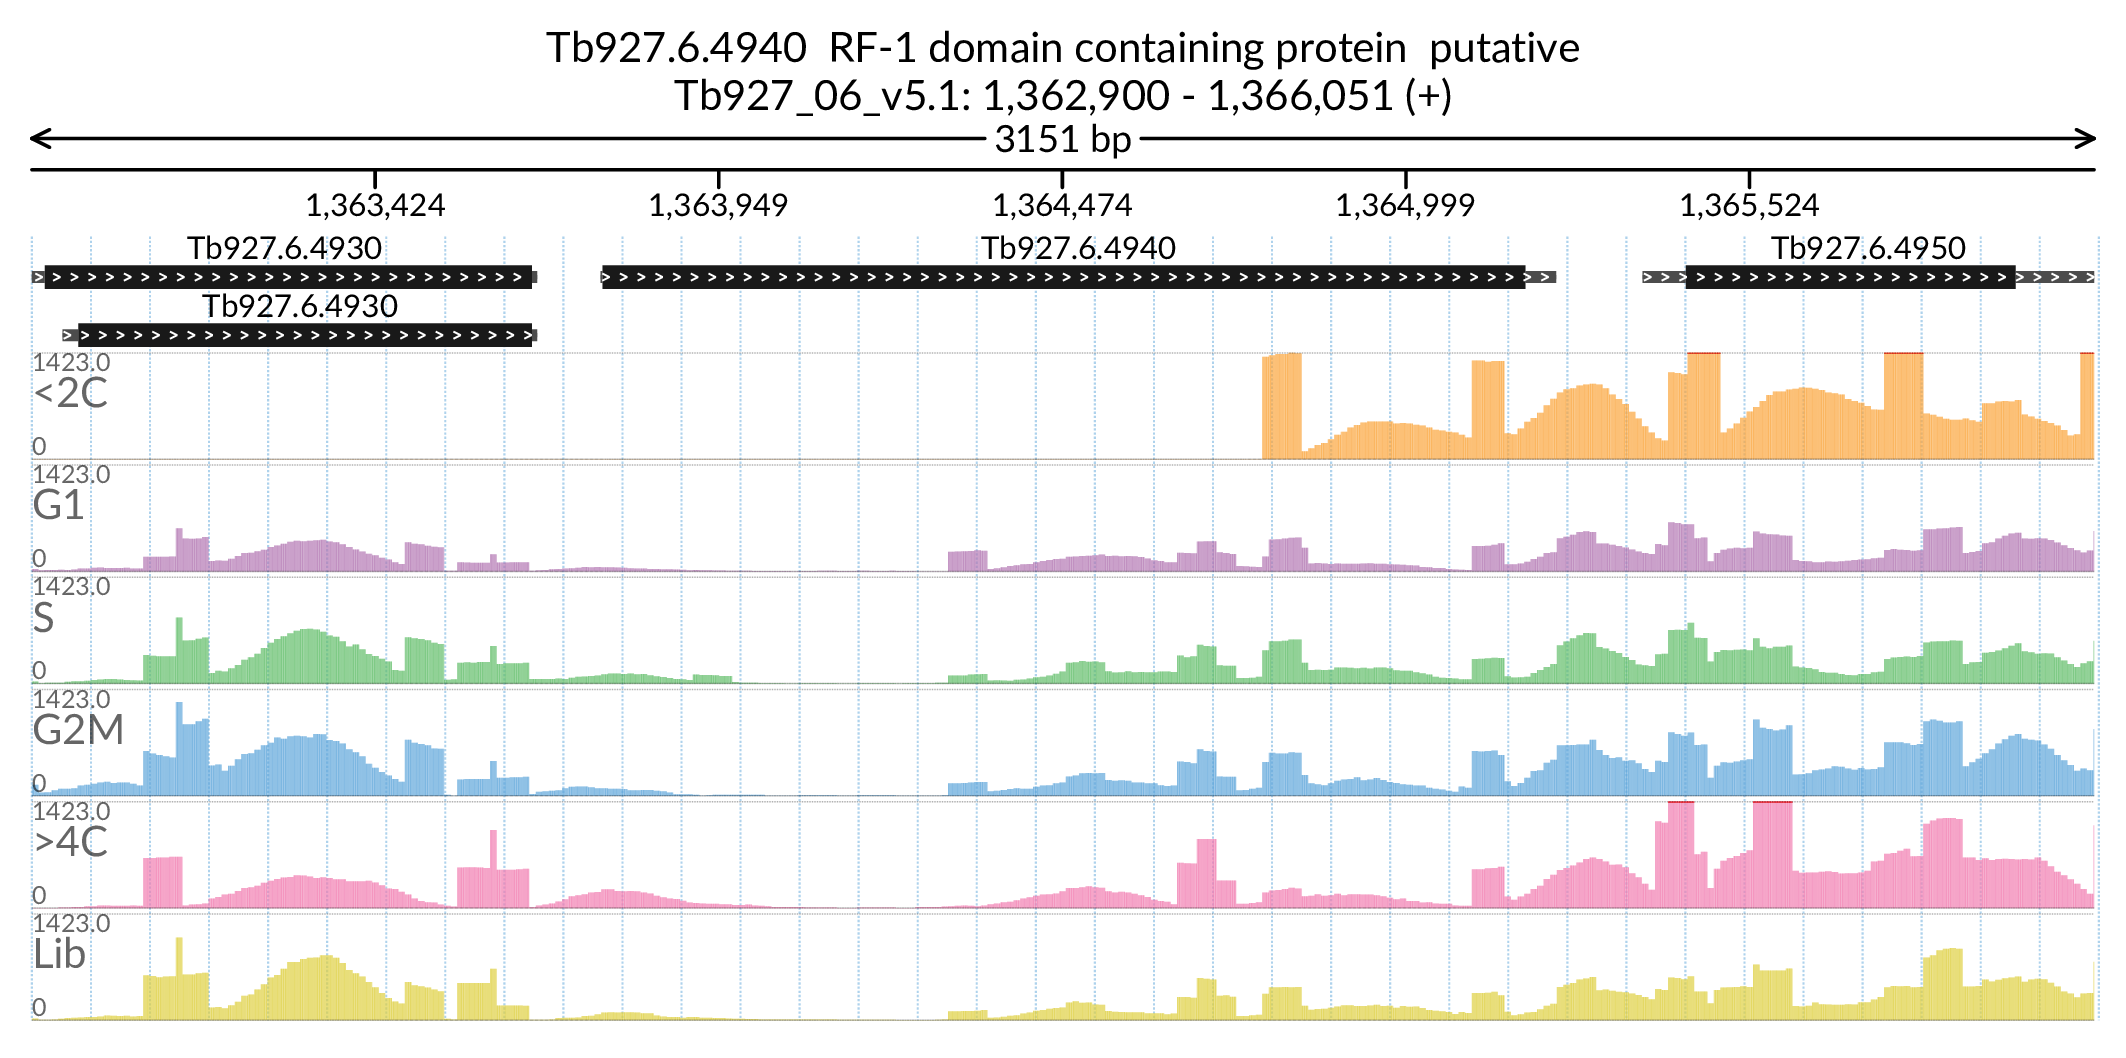 Tb927.6.4940  RF-1 domain containing protein  putative
Tb927_06_v5.1: 1,362,900 - 1,366,051 (+)
3151 bp
1,363,424 1,363,949 1,364,474 1,364,999 1,365,524
Tb927.6.4930 Tb927.6.4940 Tb927.6.4950
Tb927.6.4930
1423.0
<2C
0
1423.0
G1
0
1423.0
S
0
1423.0
G2M
0
1423.0
>4C
0
1423.0
Lib
0